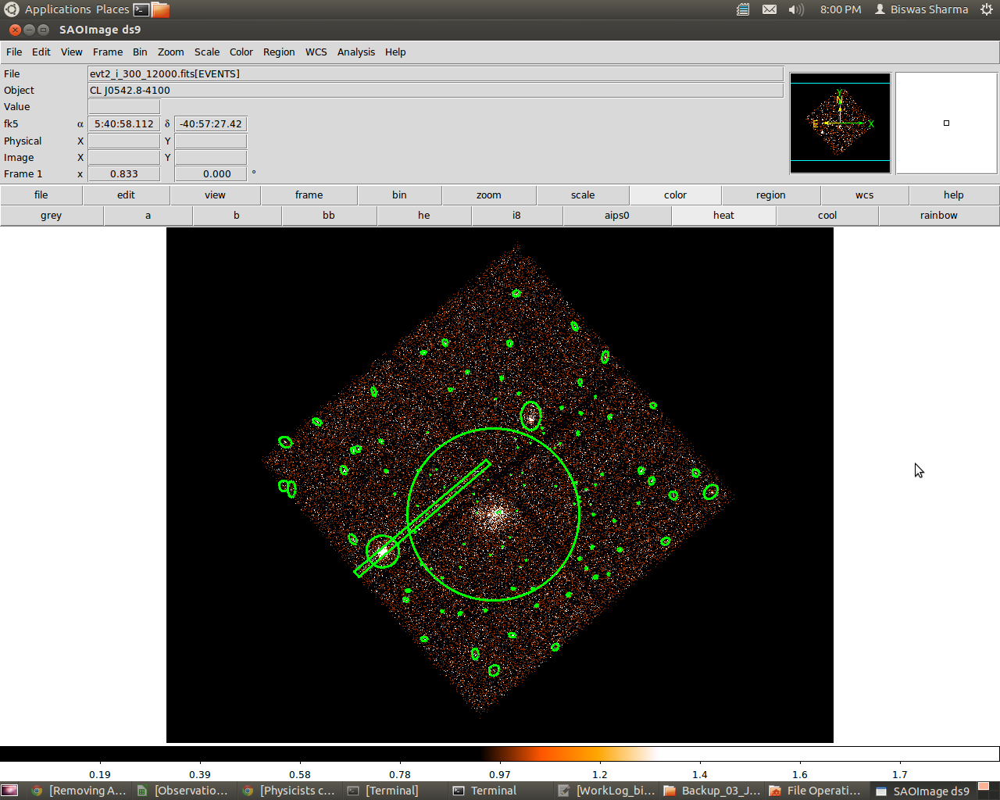 Applications Places 8:00 PM Biswas Sharma
SAOImage ds9
File Edit View Frame Bin Zoom Scale Color Region WCS Analysis Help
File evt2_i_300_12000.fits[EVENTS]
Object CL J0542.8-4100
Value
fk5 α 5:40:58.112 δ -40:57:27.42
Physical X Y
Image X Y
Frame 1 x 0.833 0.000 °
Y
N
E X
file edit view frame bin zoom scale color region wcs help
grey a b bb he i8 aips0 heat cool rainbow
0.19 0.39 0.58 0.78 0.97 1.2 1.4 1.6 1.7
[Removing A... [Observatio... [Physicists c... [Terminal] Terminal [WorkLog_bi... Backup_03_J... File Operati... SAOImage ds9